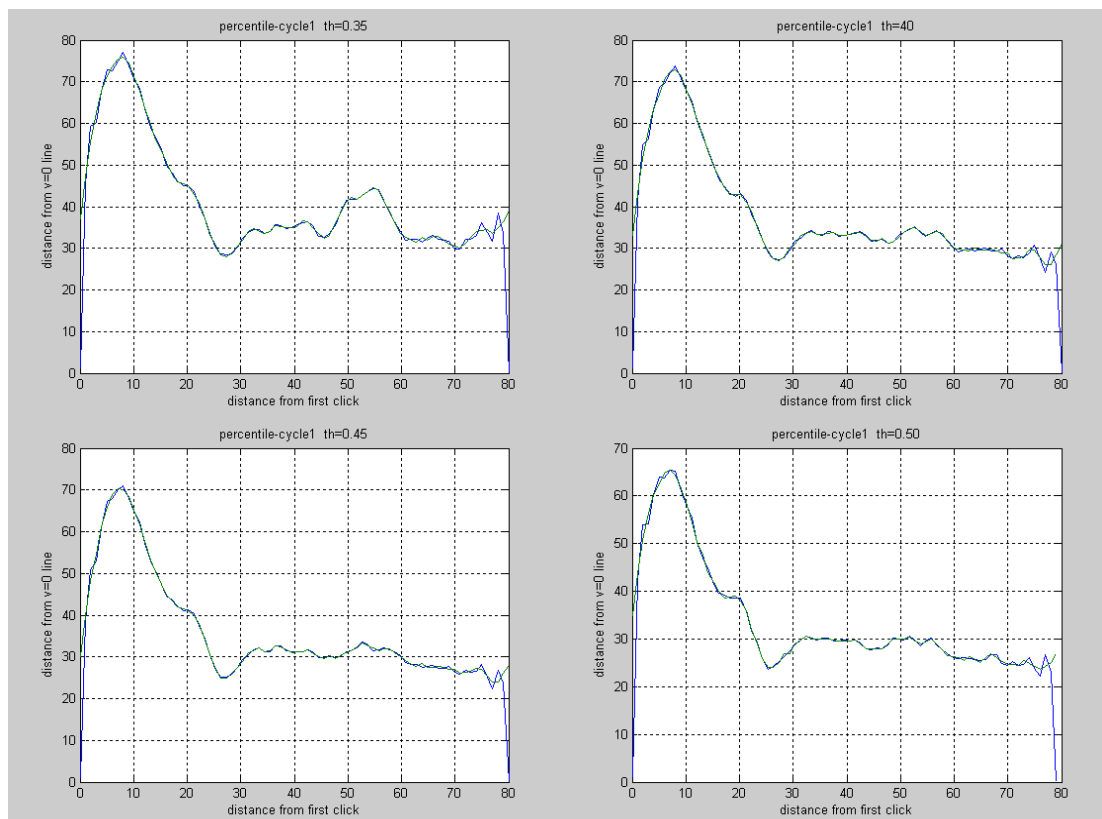 percentile-cycle1 th=0.35
80
70
60
50
40
30
20
10
0
distance from v=0 line
0 10 20 30 40 50 60 70 80
distance from first click
percentile-cycle1 th=40
80
70
60
50
40
30
20
10
0
distance from v=0 line
0 10 20 30 40 50 60 70 80
distance from first click
percentile-cycle1 th=0.45
80
70
60
50
40
30
20
10
0
distance from v=0 line
0 10 20 30 40 50 60 70 80
distance from first click
percentile-cycle1 th=0.50
70
60
50
40
30
20
10
0
distance from v=0 line
0 10 20 30 40 50 60 70 80
distance from first click